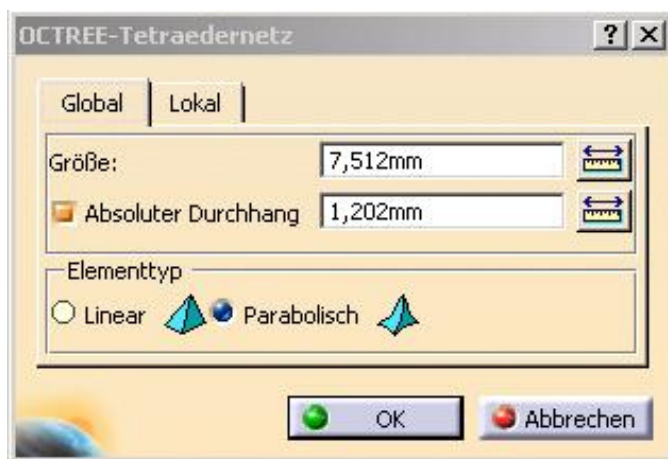 OCTREE-Tetraedernetz ? X
Global Lokal
Größe: 7,512mm
Absoluter Durchhang 1,202mm
Elementtyp
Linear Parabolisch
OK Abbrechen